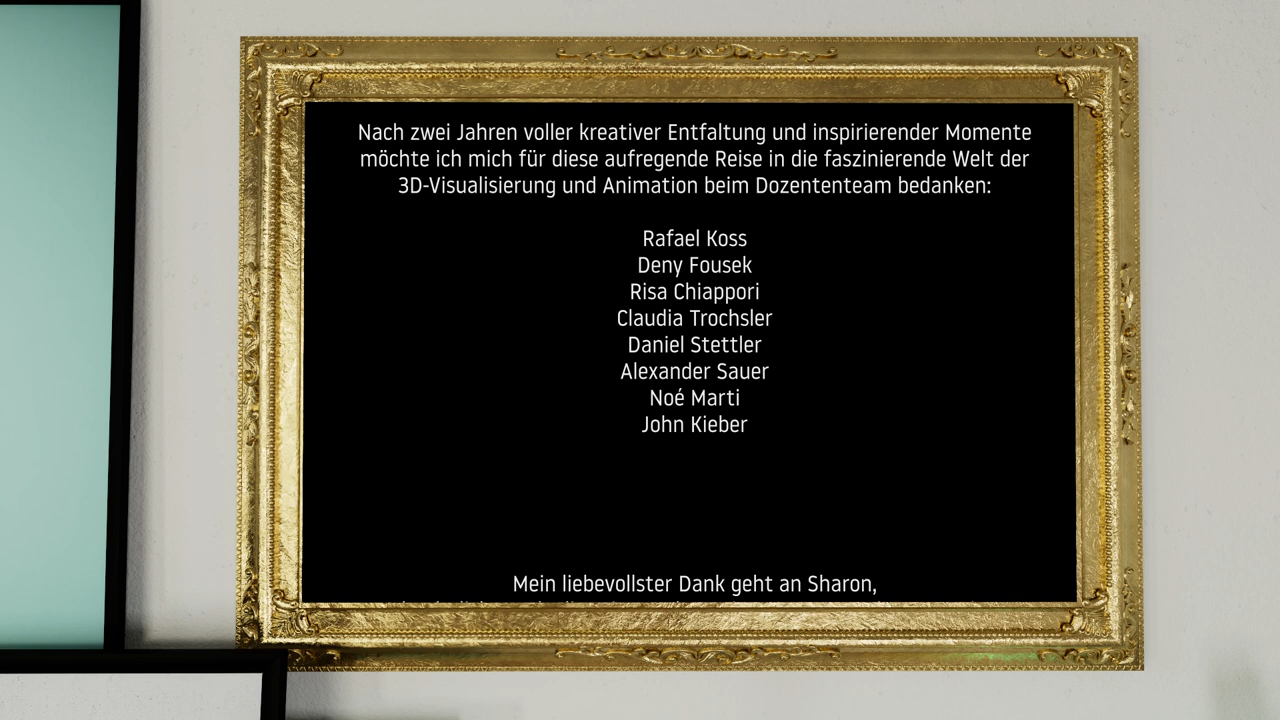 Nach zwei Jahren voller kreativer Entfaltung und inspirierender Momente
möchte ich mich für diese aufregende Reise in die faszinierende Welt der
3D-Visualisierung und Animation beim Dozententeam bedanken:
Rafael Koss
Deny Fousek
Risa Chiappori
Claudia Trochsler
Daniel Stettler
Alexander Sauer
Noé Marti
John Kieber
Mein liebevollster Dank geht an Sharon,